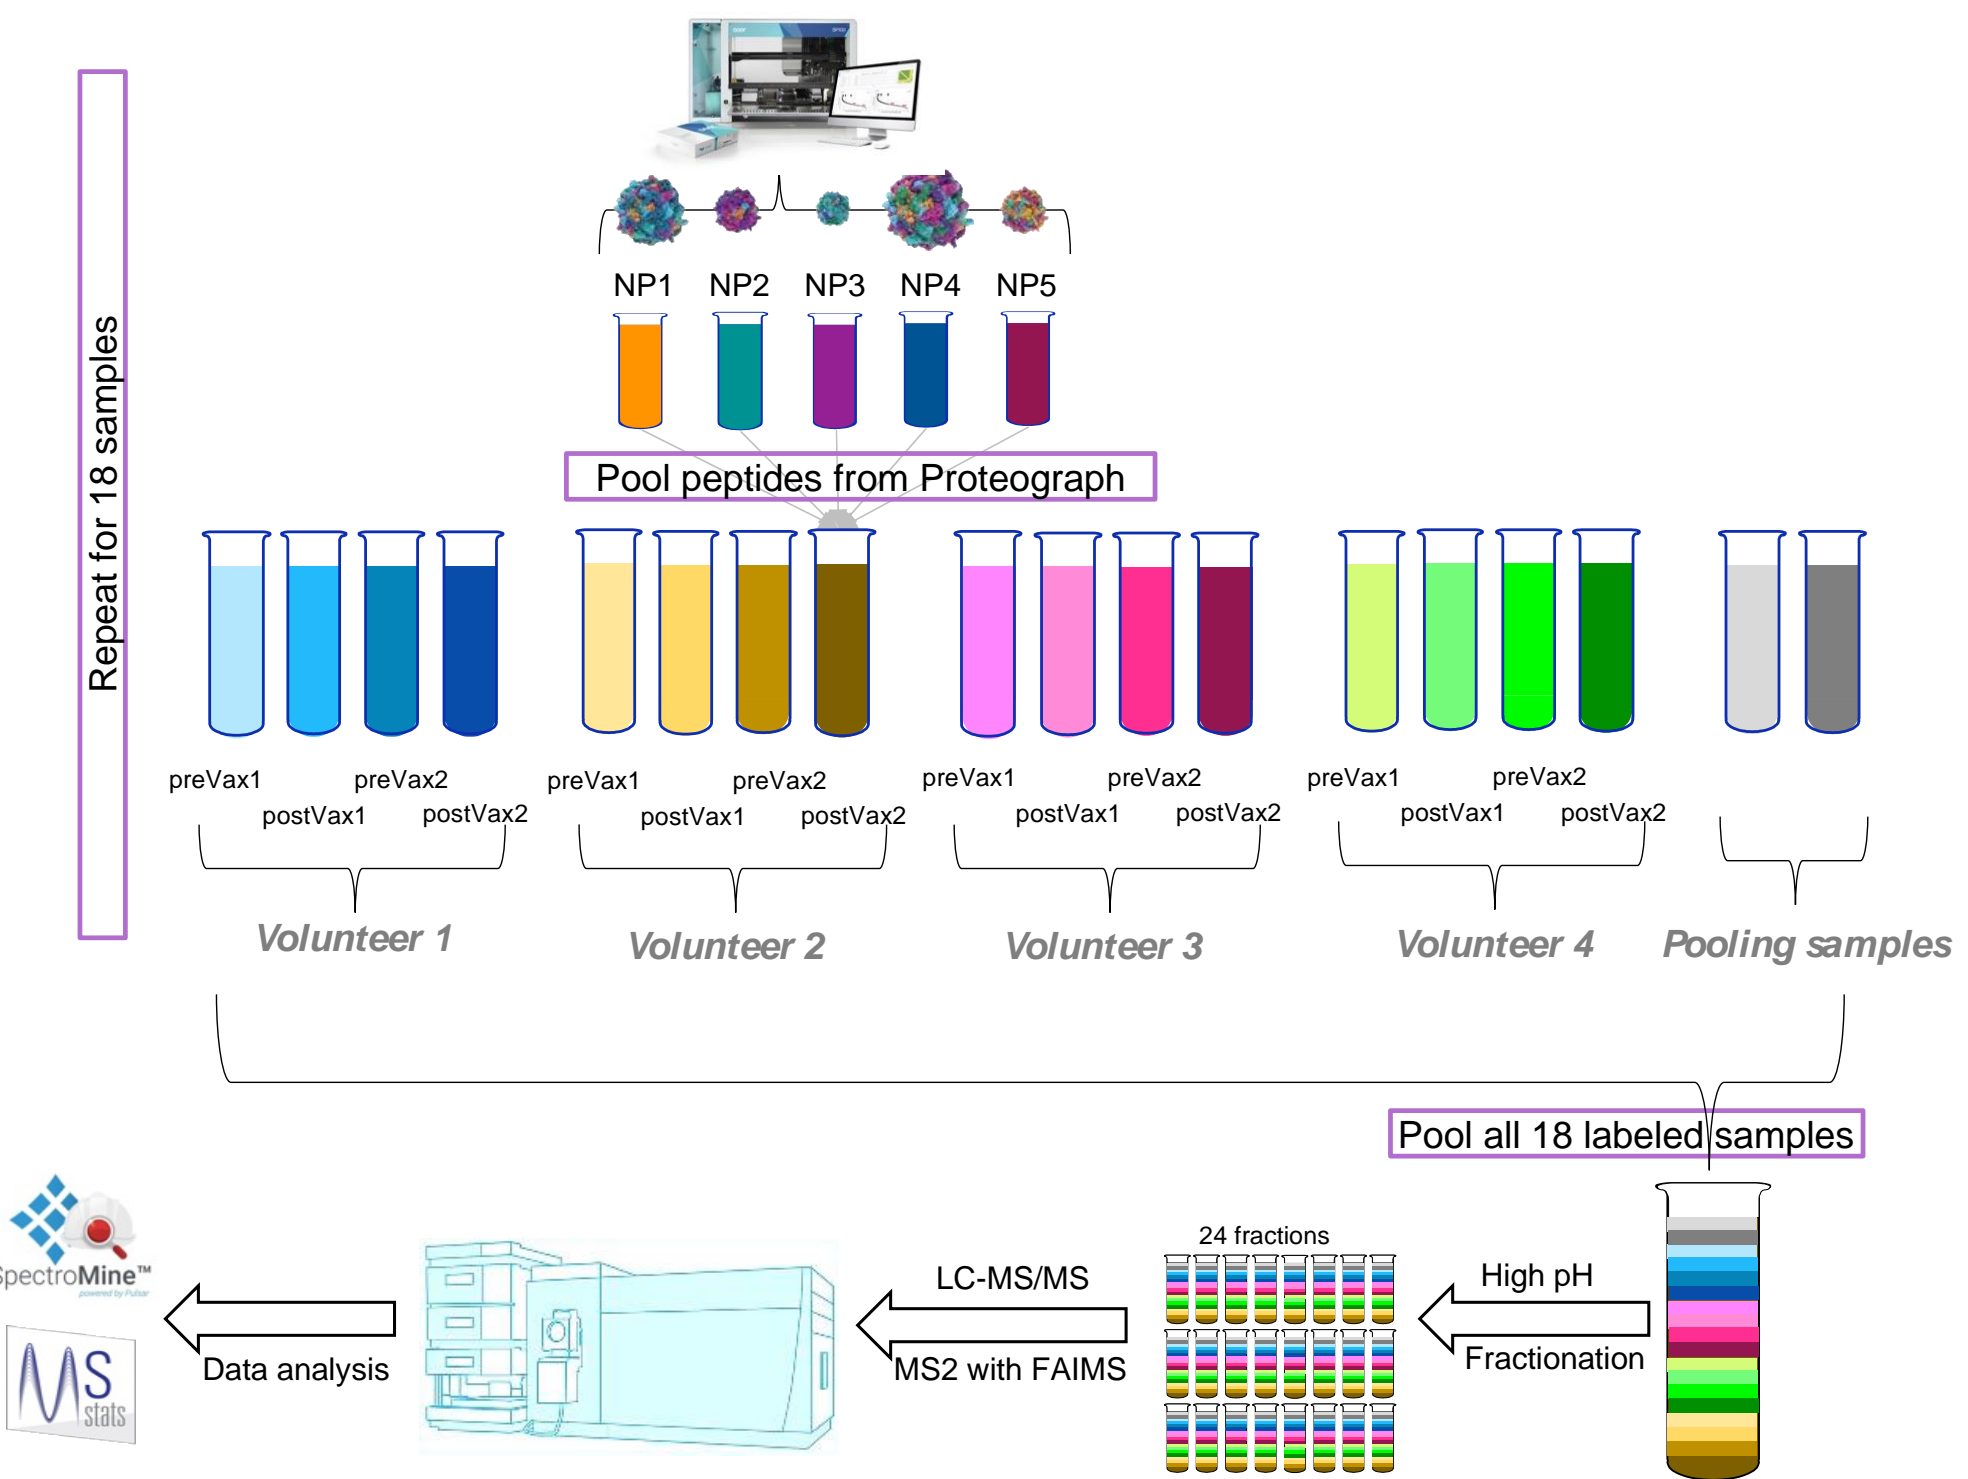 Repeat for 18 samples
NP1 NP2 NP3 NP4 NP5
Pool peptides from Proteograph
preVax1 preVax2 preVax1 preVax2 preVax1 preVax2 preVax1 preVax2
postVax1 postVax2 postVax1 postVax2 postVax1 postVax2 postVax1 postVax2
Volunteer 1 Volunteer 2 Volunteer 3 Volunteer 4 Pooling samples
Pool all 18 labeled samples
24 fractions
High pH
Fractionation
LC-MS/MS
MS2 with FAIMS
Data analysis
SpectroMine™
powered by Pulsar
MS
stats